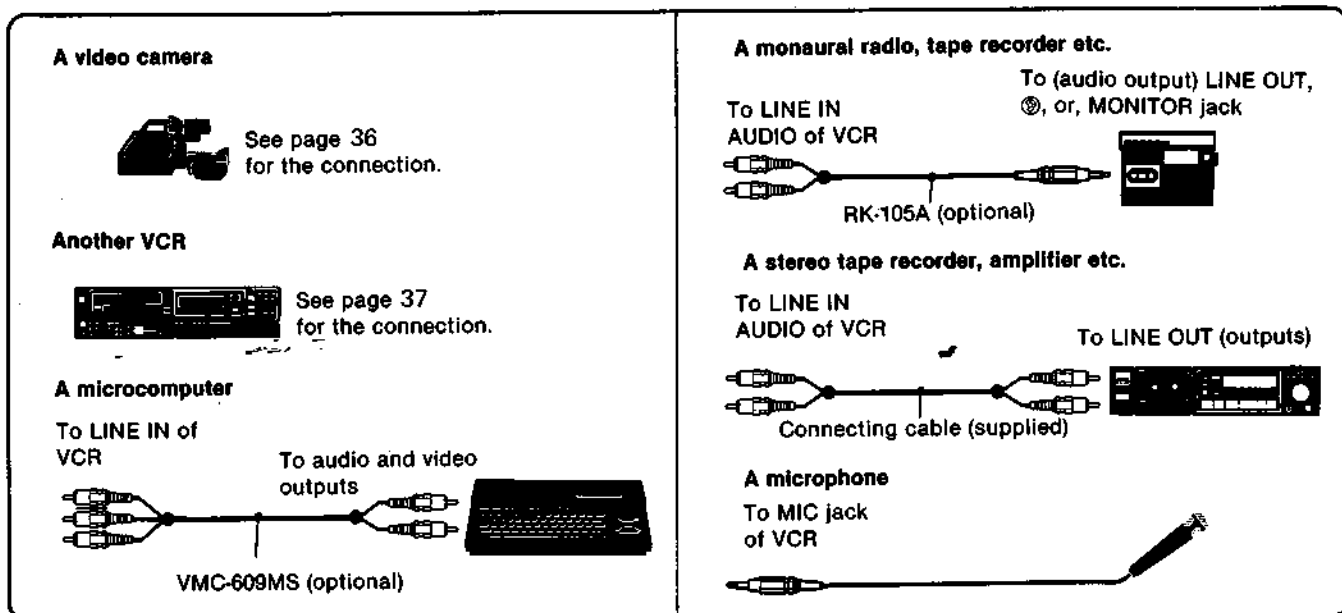 A video camera
See page 36
for the connection.
Another VCR
See page 37
for the connection.
A microcomputer
To LINE IN of
VCR
To audio and video
outputs
VMC-609MS (optional)
A monaural radio, tape recorder etc.
To (audio output) LINE OUT,
, or, MONITOR jack
To LINE IN
AUDIO of VCR
RK-105A (optional)
A stereo tape recorder, amplifier etc.
To LINE IN
AUDIO of VCR
To LINE OUT (outputs)
Connecting cable (supplied)
A microphone
To MIC jack
of VCR